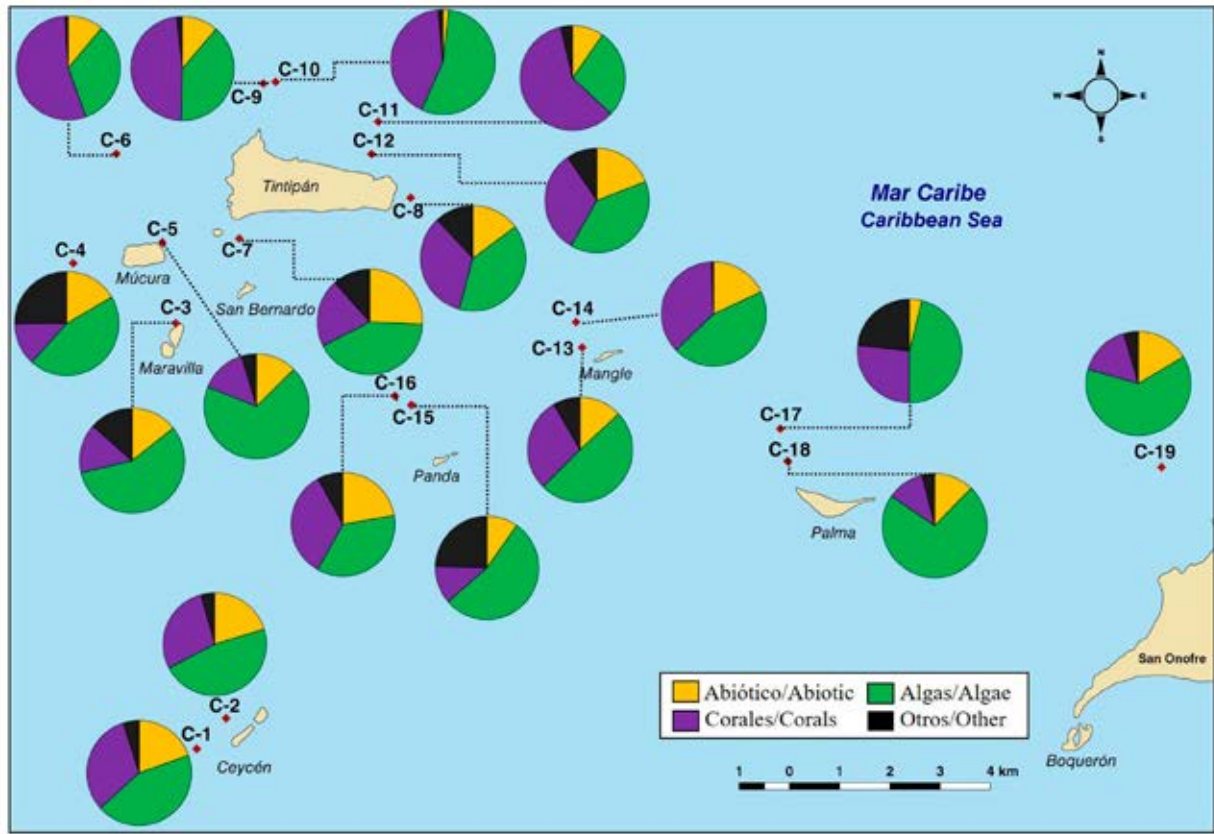 C-10
C-9
C-11
C-6
C-12
Tintipán
C-8
Mar Caribe
Caribbean Sea
C-5
C-4
C-7
Múcura
San Bernardo
C-3
C-14
Maravilla
C-13
Mangle
C-16
C-15
C-17
C-18
C-19
Panda
Palma
C-2
C-1
Ceycén
San Onofre
Boquerón
Abiótico/Abiotic
Algas/Algae
Corales/Corals
Otros/Other
1 0 1 2 4 km
N
W E
S